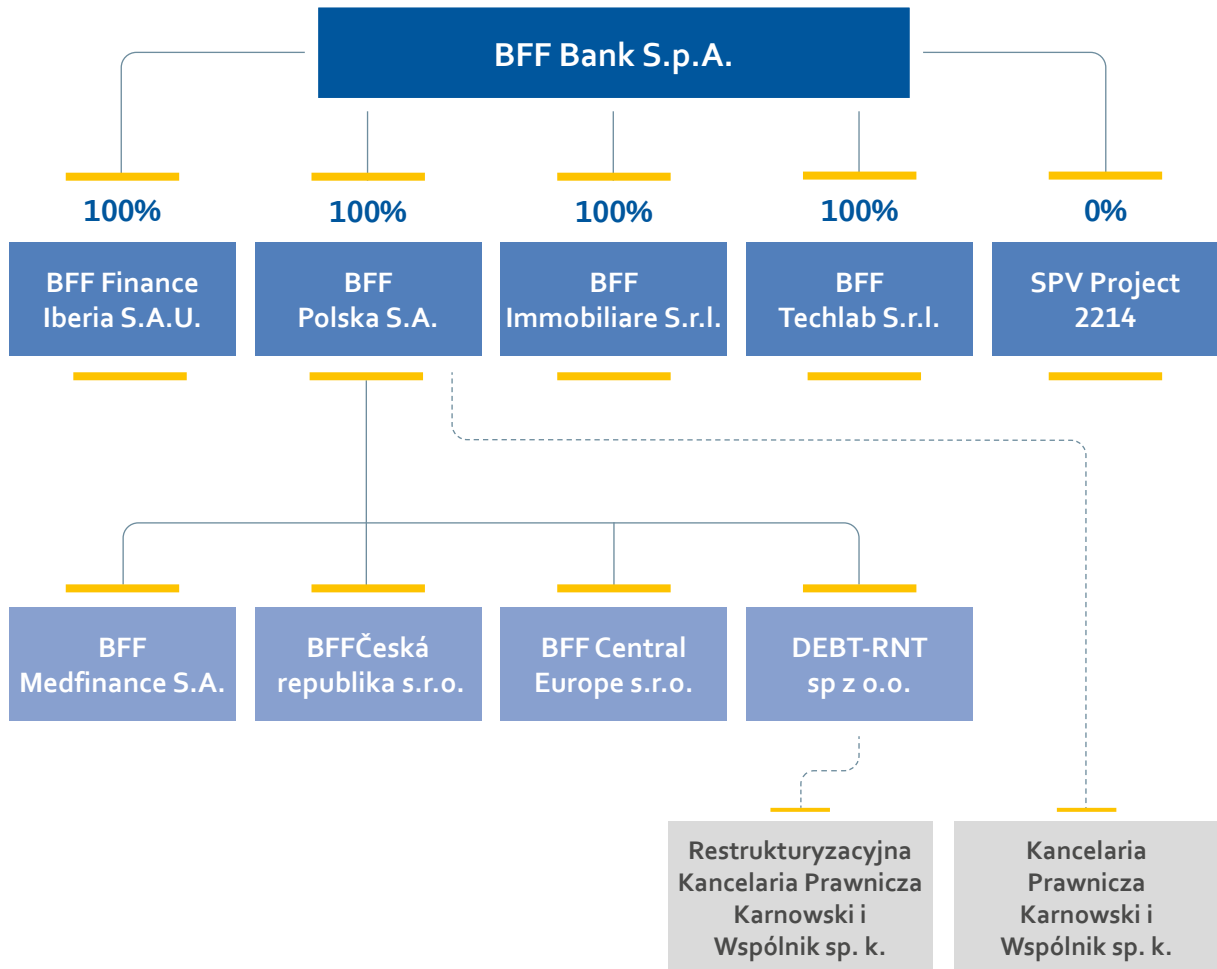 BFF Bank S.p.A.
100%
100%
100%
100%
0%
BFF Finance
Iberia S.A.U.
BFF
Polska S.A.
BFF
Immobiliare S.r.l.
BFF
Techlab S.r.l.
SPV Project
2214
BFF
Medfinance S.A.
BFFČeská
republika s.r.o.
BFF Central
Europe s.r.o.
DEBT-RNT
sp z o.o.
Restrukturyzacyjna
Kancelaria Prawnicza
Karnowski i
Wspólnik sp. k.
Kancelaria
Prawnicza
Karnowski i
Wspólnik sp. k.